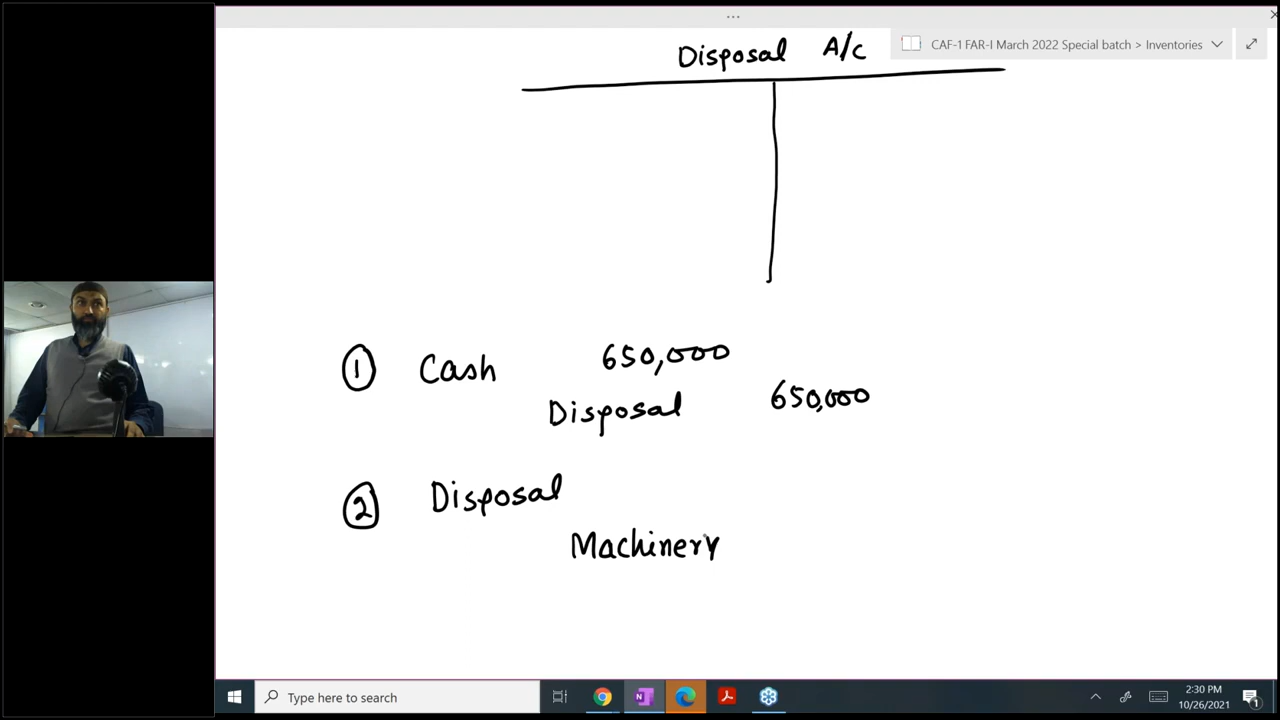 CAF-1 FAR-I March 2022 Special batch > Inventories
Disposal A/c
① Cash 650,000
Disposal 650,000
② Disposal
Machinery
Type here to search
2:30 PM
10/26/2021
1